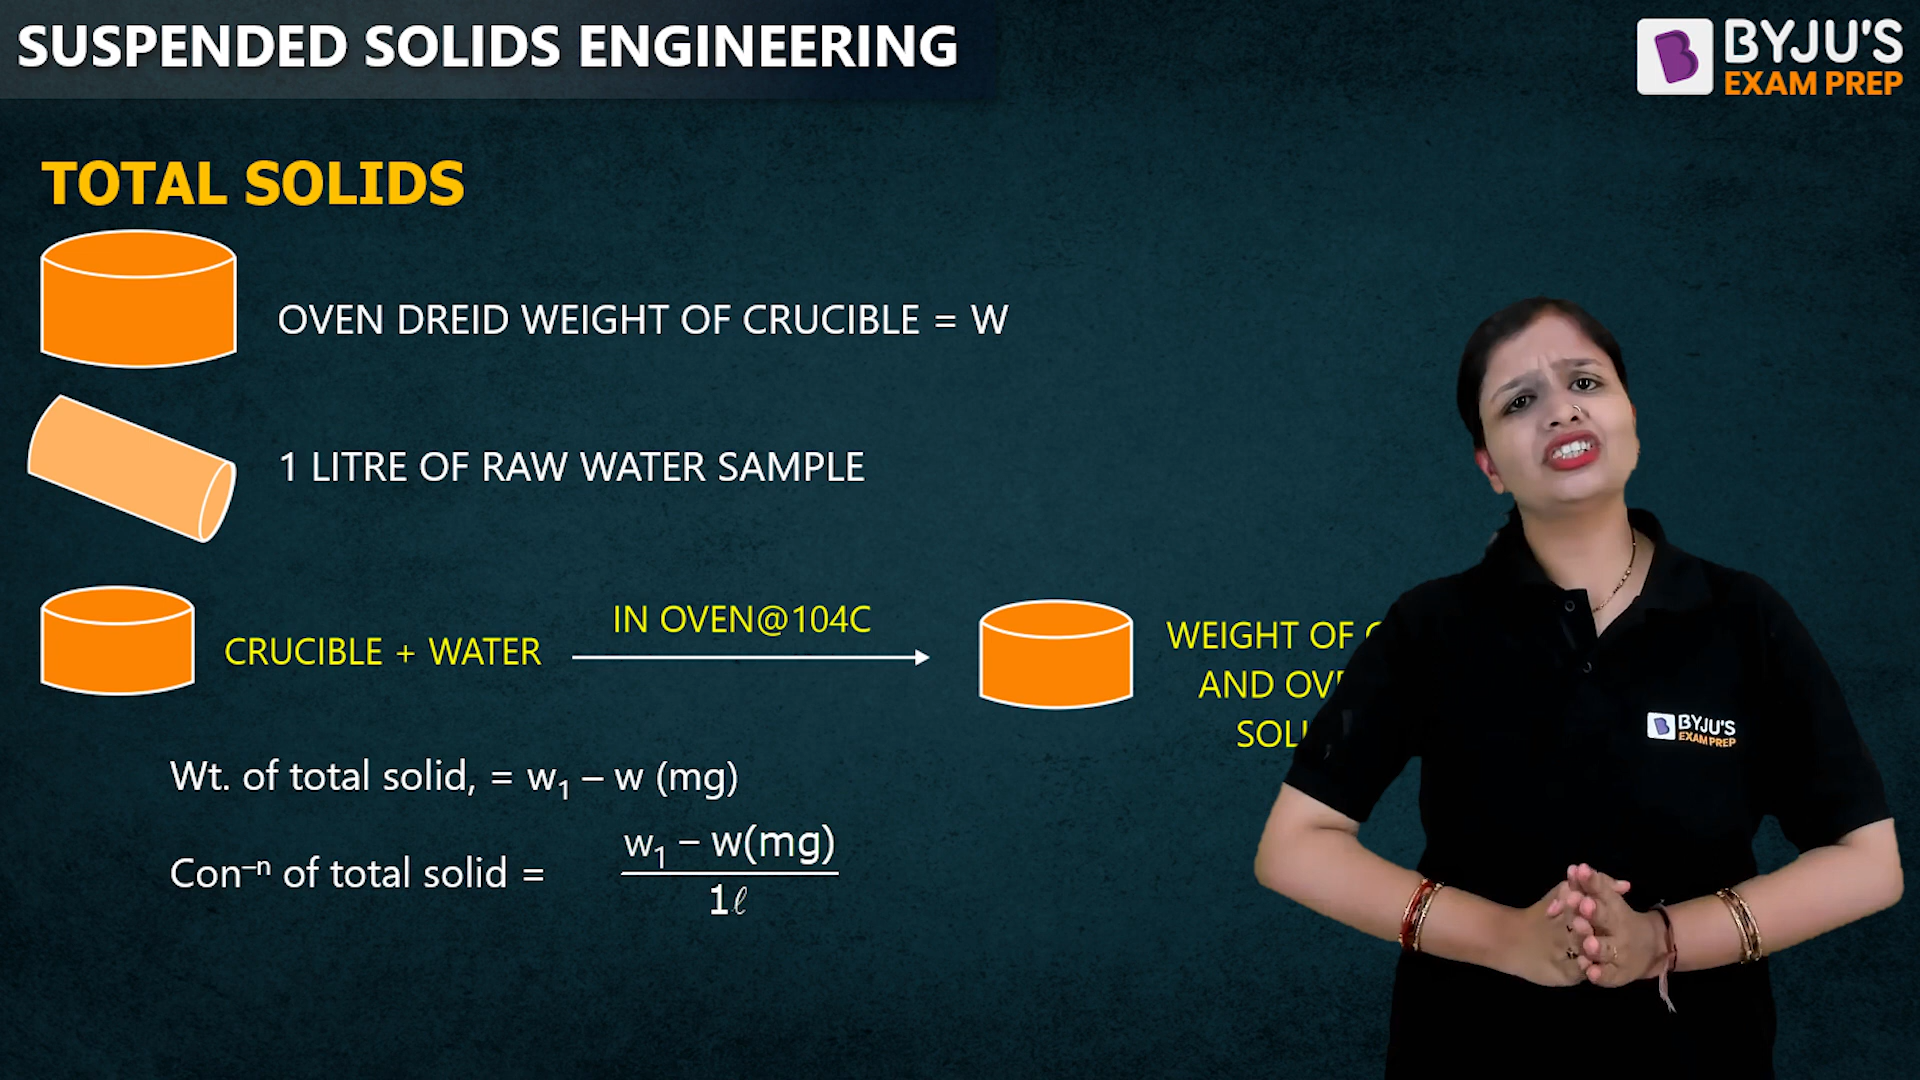 SUSPENDED SOLIDS ENGINEERING
BYJU'S
EXAM PREP
TOTAL SOLIDS
OVEN DREID WEIGHT OF CRUCIBLE = W
1 LITRE OF RAW WATER SAMPLE
CRUCIBLE + WATER
IN OVEN@104C
WEIGHT OF
AND
BYJU'S
EXAM PREP
Wt. of total solid, = w₁ – w (mg)
Con⁻ⁿ of total solid = w₁ – w(mg)
1ℓ